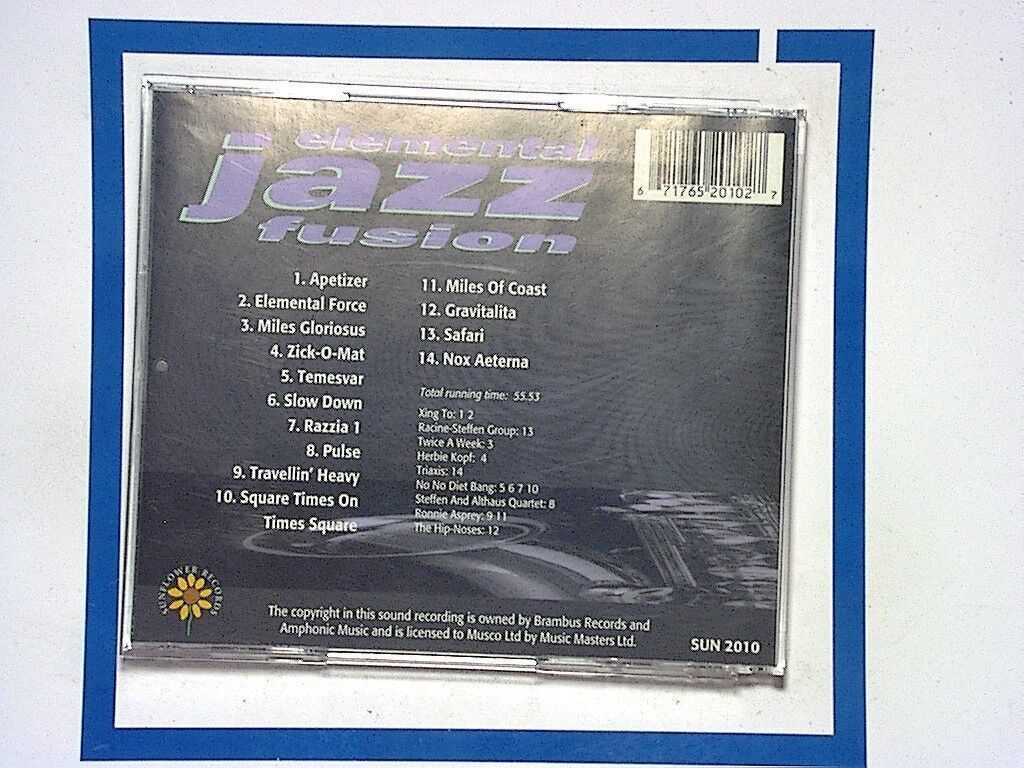 elemental
jazz
fusion
6 71765 20102 7
1. Apetizer
2. Elemental Force
3. Miles Gloriosus
4. Zick-O-Mat
5. Temesvar
6. Slow Down
7. Razzia 1
8. Pulse
9. Travellin' Heavy
10. Square Times On
Times Square
11. Miles Of Coast
12. Gravitalita
13. Safari
14. Nox Aeterna
Total running time: 55.53
Xing To: 1 2
Racine-Steffen Group: 13
Twice A Week: 3
Herbie Kopf: 4
Triaxis: 14
No No Diet Bang: 5 6 7 10
Steffen And Althaus Quartet: 8
Ronnie Asprey: 9 11
The Hip-Noses: 12
SUNFLOWER RECORDS
The copyright in this sound recording is owned by Brambus Records and
Amphonic Music and is licensed to Musco Ltd by Music Masters Ltd.
SUN 2010